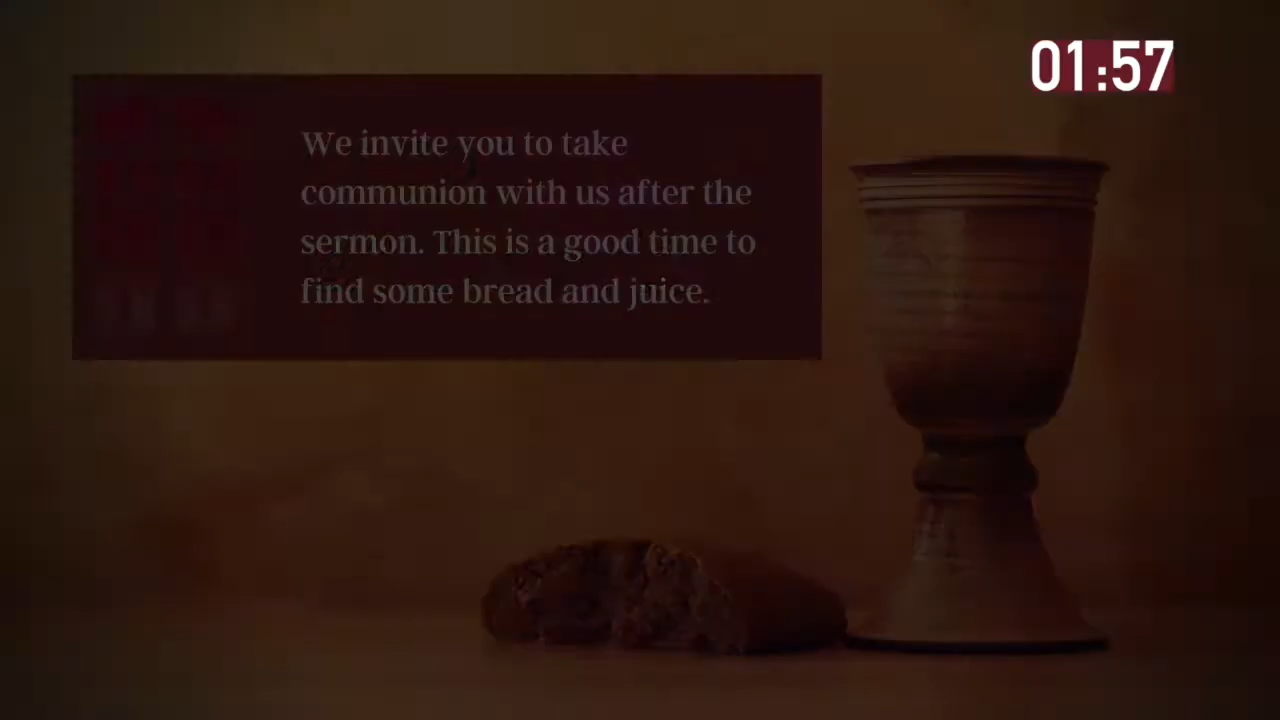 01:57
We invite you to take
communion with us after the
sermon. This is a good time to
find some bread and juice.